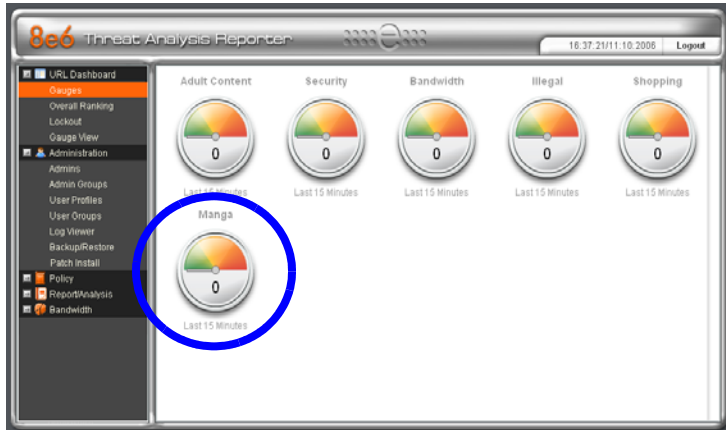 8e6 Threat Analysis Reporter
16:37:21/11:10:2006 Logout
URL Dashboard
Gauges
Overall Ranking
Lockout
Gauge View
Administration
Admins
Admin Groups
User Profiles
User Groups
Log Viewer
Backup/Restore
Patch Install
Policy
Report/Analysis
Bandwidth
Adult Content Security Bandwidth Illegal Shopping
0 0 0 0 0
Last 15 Minutes Last 15 Minutes Last 15 Minutes Last 15 Minutes Last 15 Minutes
Manga
0
Last 15 Minutes